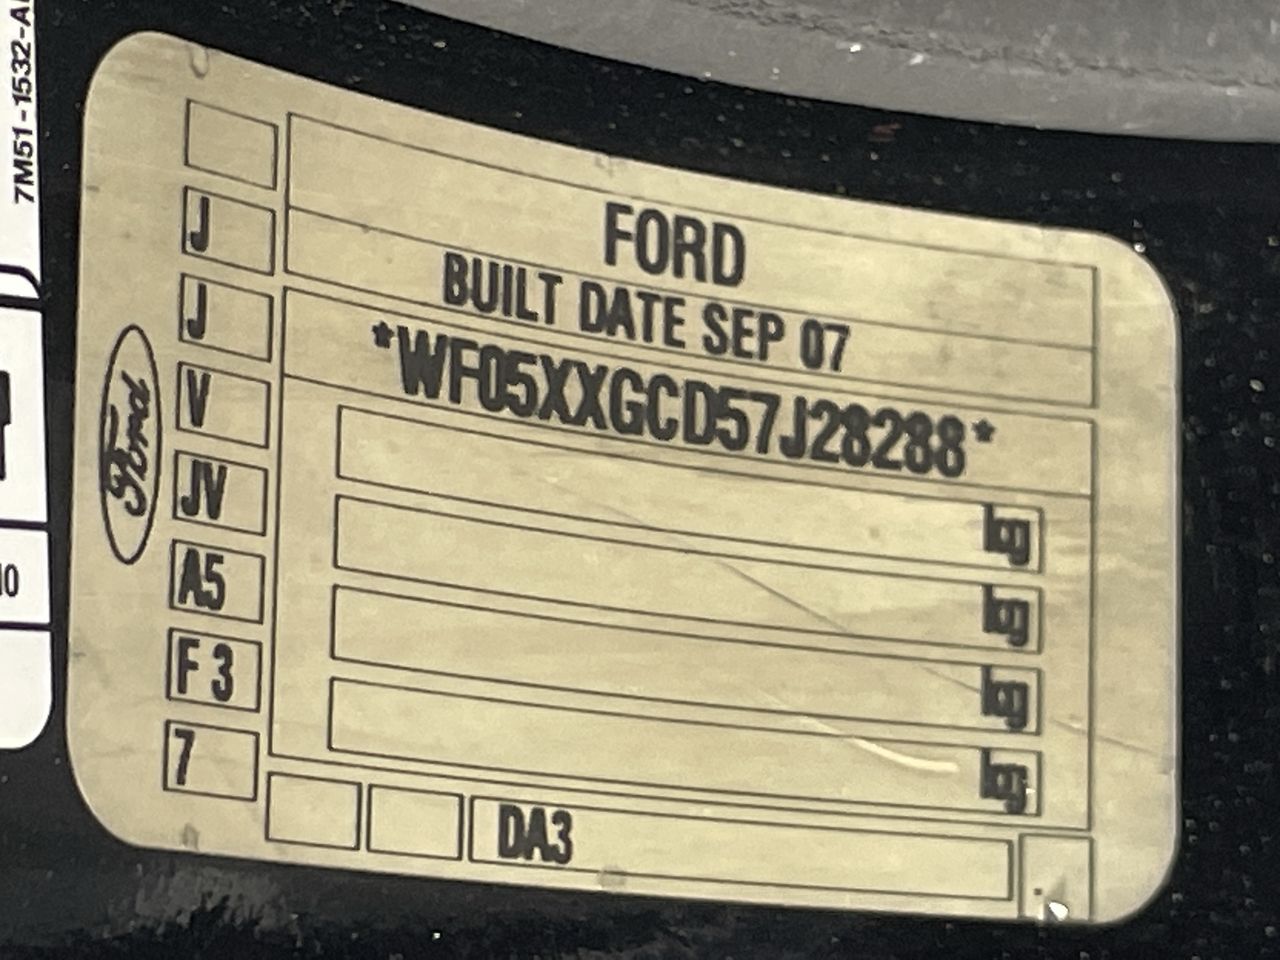 7M51-1532-A
FORD
BUILT DATE SEP 07
*WF05XXGCD57J28288*
J
J
V
JV
A5
F 3
7
Ford
kg
kg
kg
kg
DA3